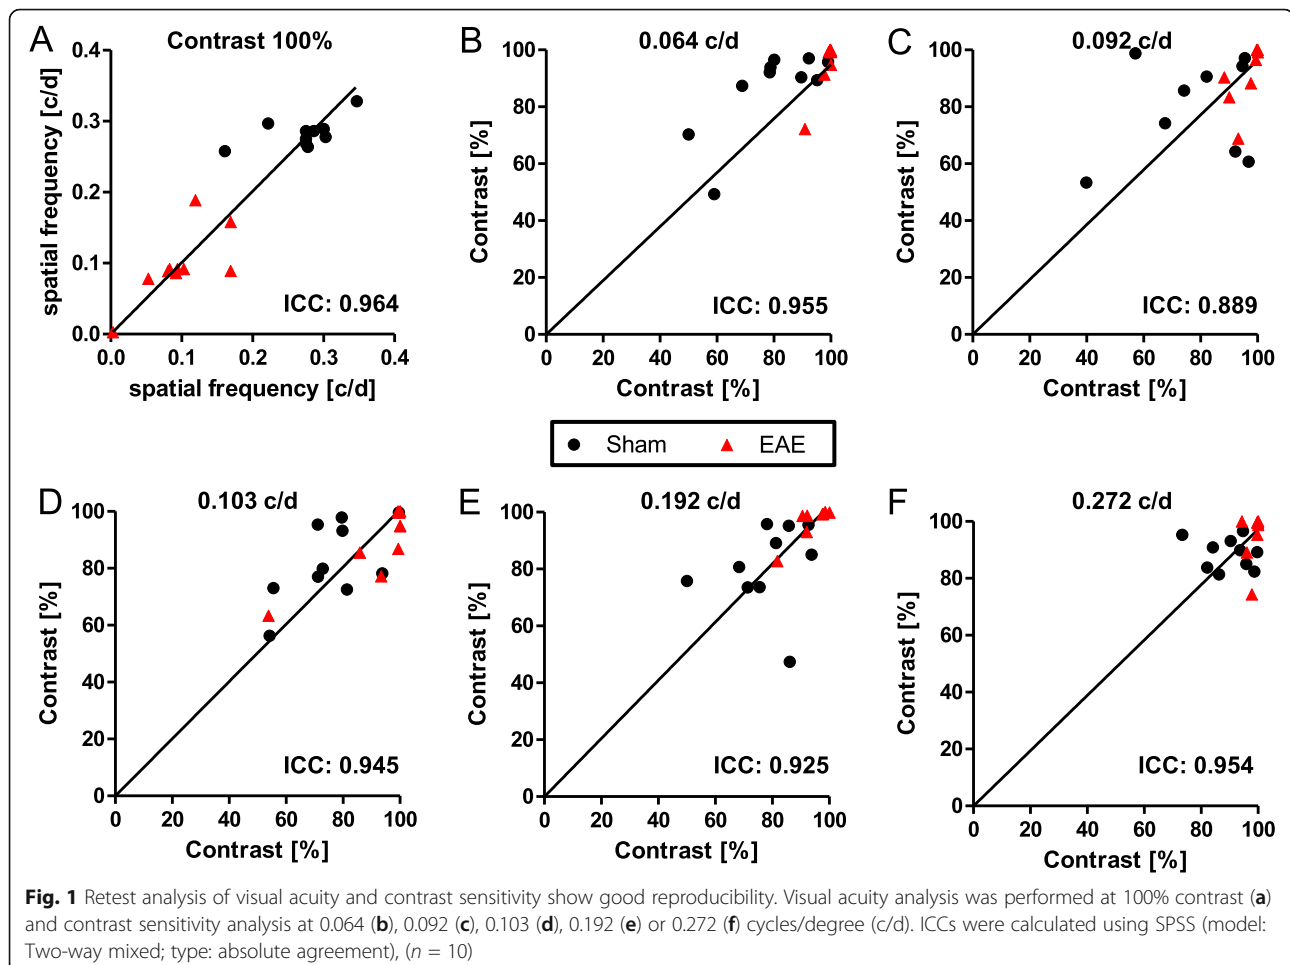 A
Contrast 100%
0.4
0.3
0.2
0.1
0.0
spatial frequency [c/d]
ICC: 0.964
0.0 0.1 0.2 0.3 0.4
spatial frequency [c/d]
B
0.064 c/d
100
80
60
40
20
0
Contrast [%]
ICC: 0.955
0 20 40 60 80 100
Contrast [%]
C
0.092 c/d
100
80
60
40
20
0
Contrast [%]
ICC: 0.889
0 20 40 60 80 100
Contrast [%]
Sham EAE
D
0.103 c/d
100
80
60
40
20
0
Contrast [%]
ICC: 0.945
0 20 40 60 80 100
Contrast [%]
E
0.192 c/d
100
80
60
40
20
0
Contrast [%]
ICC: 0.925
0 20 40 60 80 100
Contrast [%]
F
0.272 c/d
100
80
60
40
20
0
Contrast [%]
ICC: 0.954
0 20 40 60 80 100
Contrast [%]
Fig. 1 Retest analysis of visual acuity and contrast sensitivity show good reproducibility. Visual acuity analysis was performed at 100% contrast (a)
and contrast sensitivity analysis at 0.064 (b), 0.092 (c), 0.103 (d), 0.192 (e) or 0.272 (f) cycles/degree (c/d). ICCs were calculated using SPSS (model:
Two-way mixed; type: absolute agreement), (n = 10)